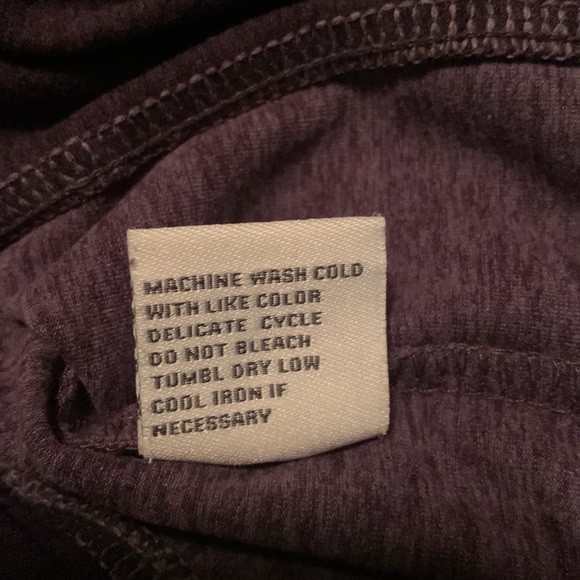 MACHINE WASH COLD
WITH LIKE COLOR
DELICATE CYCLE
DO NOT BLEACH
TUMBL DRY LOW
COOL IRON IF
NECESSARY